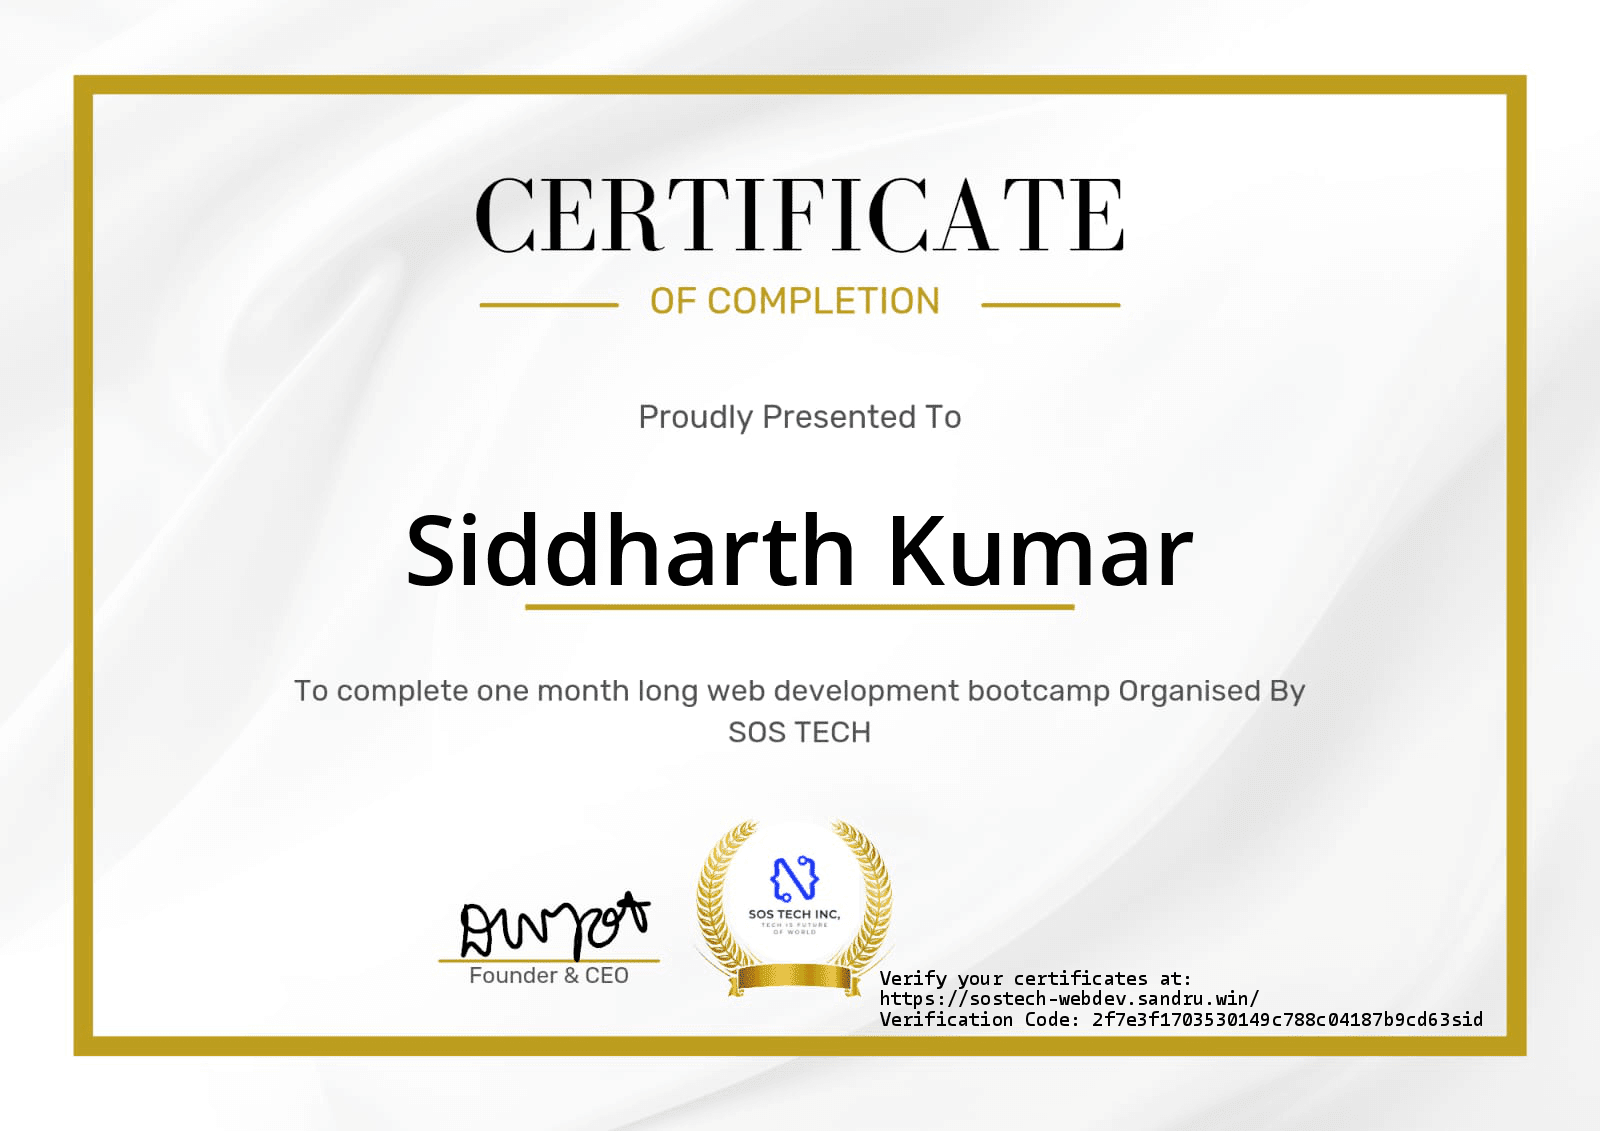 CERTIFICATE
OF COMPLETION
Proudly Presented To
Siddharth Kumar
To complete one month long web development bootcamp Organised By
SOS TECH
SOS TECH INC,
TECH IS FUTURE
OF WORLD
Founder & CEO
Verify your certificates at:
https://sostech-webdev.sandru.win/
Verification Code: 2f7e3f1703530149c788c04187b9cd63sid